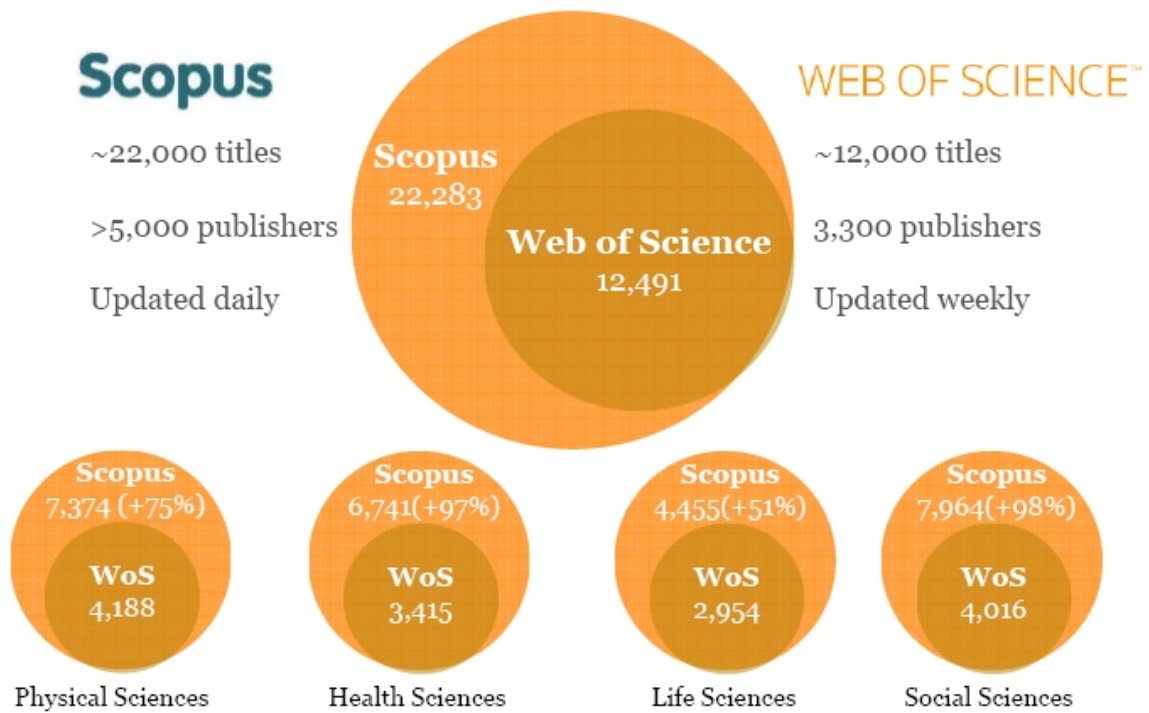 Scopus
~22,000 titles
>5,000 publishers
Updated daily
Scopus
22,283
Web of Science
12,491
WEB OF SCIENCE™
~12,000 titles
3,300 publishers
Updated weekly
Scopus
7,374 (+75%)
WoS
4,188
Physical Sciences
Scopus
6,741(+97%)
WoS
3,415
Health Sciences
Scopus
4,455(+51%)
WoS
2,954
Life Sciences
Scopus
7,964(+98%)
WoS
4,016
Social Sciences